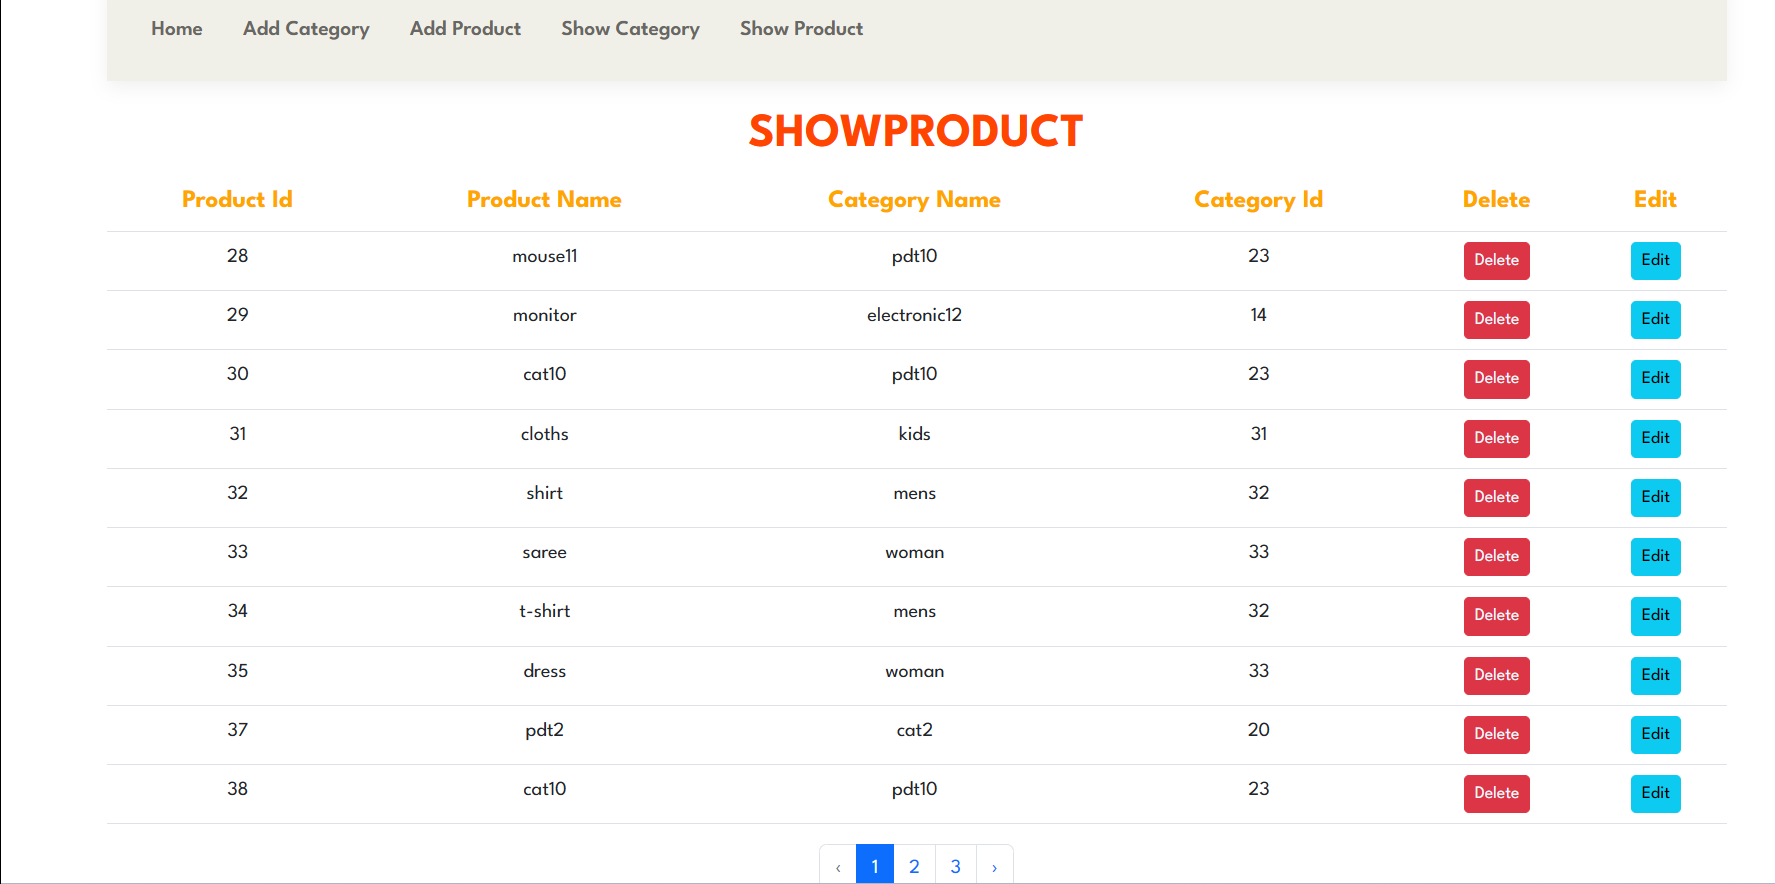 Home Add Category Add Product Show Category Show Product
SHOWPRODUCT
Product Id Product Name Category Name Category Id Delete Edit
28 mouse11 pdt10 23 Delete Edit
29 monitor electronic12 14 Delete Edit
30 cat10 pdt10 23 Delete Edit
31 cloths kids 31 Delete Edit
32 shirt mens 32 Delete Edit
33 saree woman 33 Delete Edit
34 t-shirt mens 32 Delete Edit
35 dress woman 33 Delete Edit
37 pdt2 cat2 20 Delete Edit
38 cat10 pdt10 23 Delete Edit
‹ 1 2 3 ›